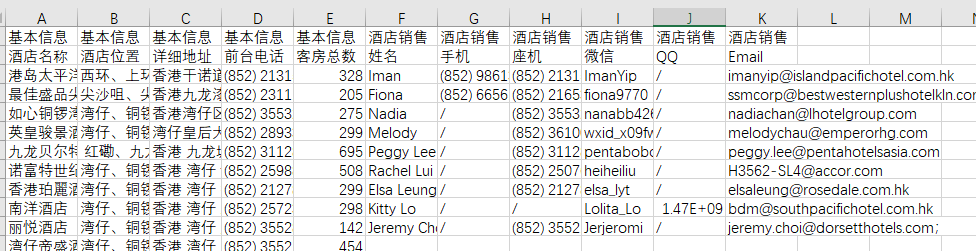 A B C D E F G H I J K L M N
基本信息 基本信息 基本信息 基本信息 基本信息 酒店销售 酒店销售 酒店销售 酒店销售 酒店销售 酒店销售 酒店销售
酒店名称 酒店位置 详细地址 前台电话 客房总数 姓名 手机 座机 微信 QQ Email
港岛太平洋 西环、上环 香港干诺道 (852) 2131 328 Iman (852) 9861 (852) 2131 ImanYip / imanyip@islandpacifichotel.com.hk
最佳盛品尖 尖沙咀、尖 香港九龙漆 (852) 2311 205 Fiona (852) 6656 (852) 2165 fiona9770 / ssmcorp@bestwesternplushotelkln.com
如心铜锣湾 湾仔、铜锣 香港湾仔区 (852) 3553 275 Nadia / (852) 3553 nanabb426 / nadiachan@lhotelgroup.com
英皇骏景酒 湾仔、铜锣 湾仔皇后大 (852) 2893 299 Melody / (852) 3610 wxid_x09fw / melodychau@emperorhg.com
九龙贝尔特 红磡、九龙 香港 九龙 (852) 3112 695 Peggy Lee / (852) 3112 pentabobo / peggy.lee@pentahotelsasia.com
诺富特世纪 湾仔、铜锣 香港 湾仔 (852) 2598 508 Rachel Lui / (852) 2507 heiheiliu / H3562-SL4@accor.com
香港珀麗酒 湾仔、铜锣 香港 湾仔 (852) 2127 299 Elsa Leung / (852) 2127 elsa_lyt / elsaleung@rosedale.com.hk
南洋酒店 湾仔、铜锣 香港 湾仔 (852) 2572 298 Kitty Lo / / Lolita_Lo 1.47E+09 bdm@southpacifichotel.com.hk
丽悦酒店 湾仔、铜锣 香港 湾仔 (852) 3552 142 Jeremy Ch / (852) 3552 Jerjeromi / jeremy.choi@dorsetthotels.com;
湾仔帝盛酒 湾仔、铜锣 香港 湾仔 (852) 3552 454